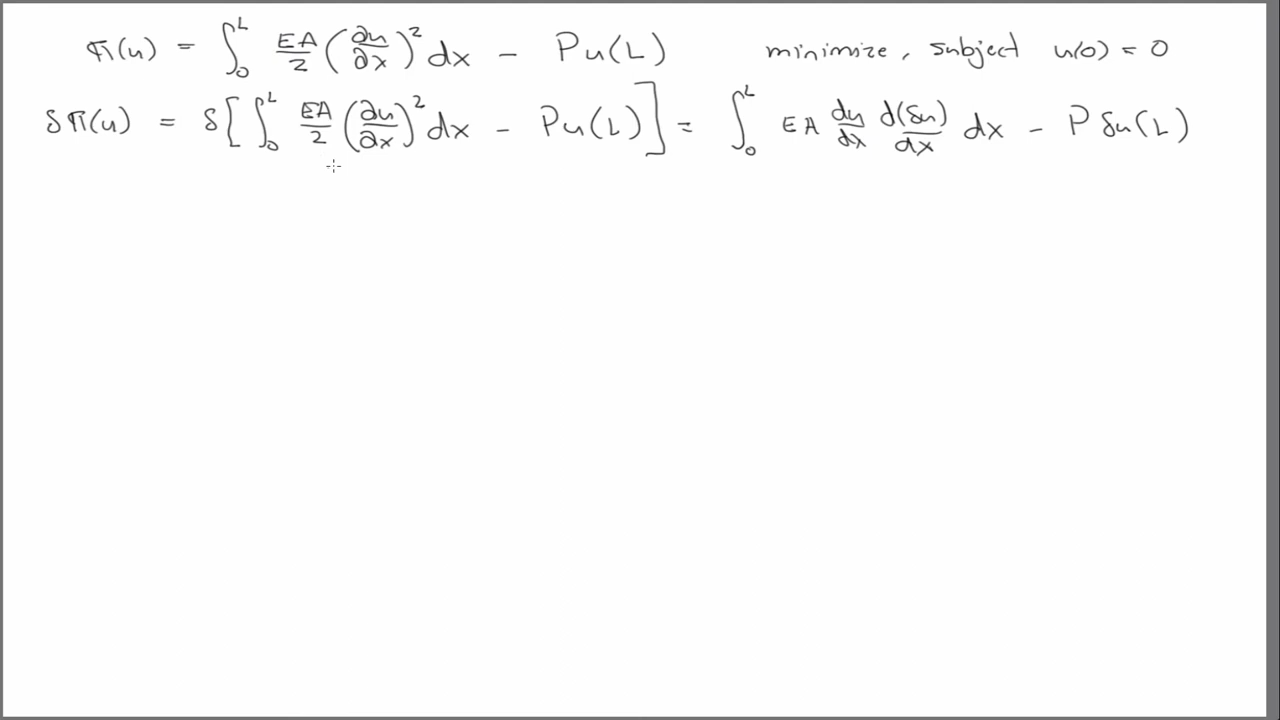 π(u) = ∫₀ᴸ EA/2 (∂u/∂x)² dx − Pu(L) minimize, subject u(0) = 0
δπ(u) = δ[∫₀ᴸ EA/2 (∂u/∂x)² dx − Pu(L)] = ∫₀ᴸ EA du/dx d(δu)/dx dx − P δu(L)